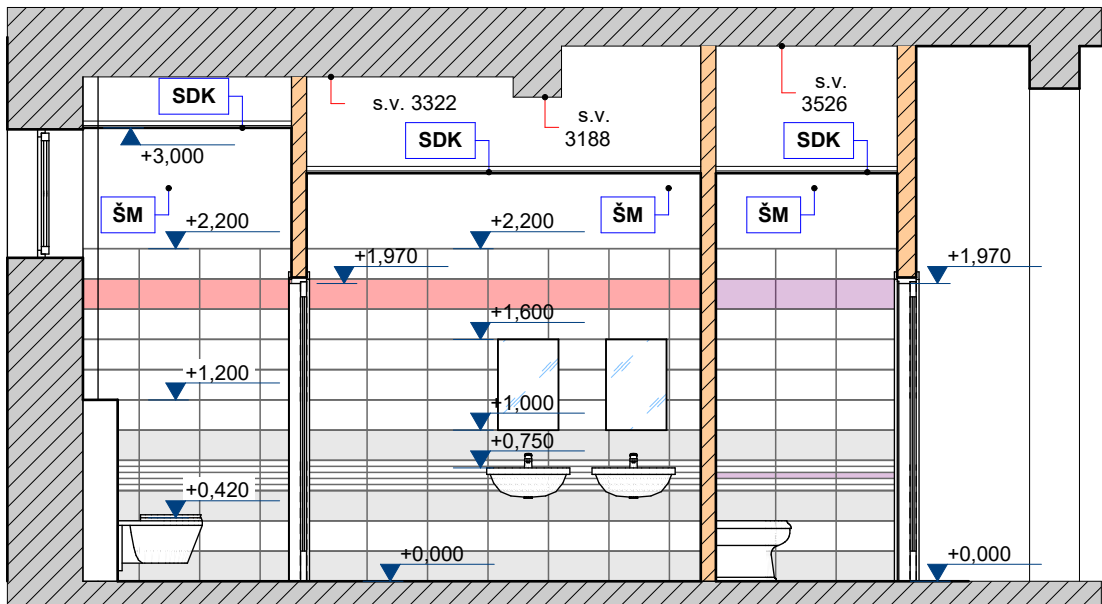 SDK
s.v. 3322
s.v.
3188
s.v.
3526
SDK
SDK
+3,000
ŠM
ŠM
ŠM
+2,200
+2,200
+1,970
+1,970
+1,600
+1,200
+1,000
+0,750
+0,420
+0,000
+0,000